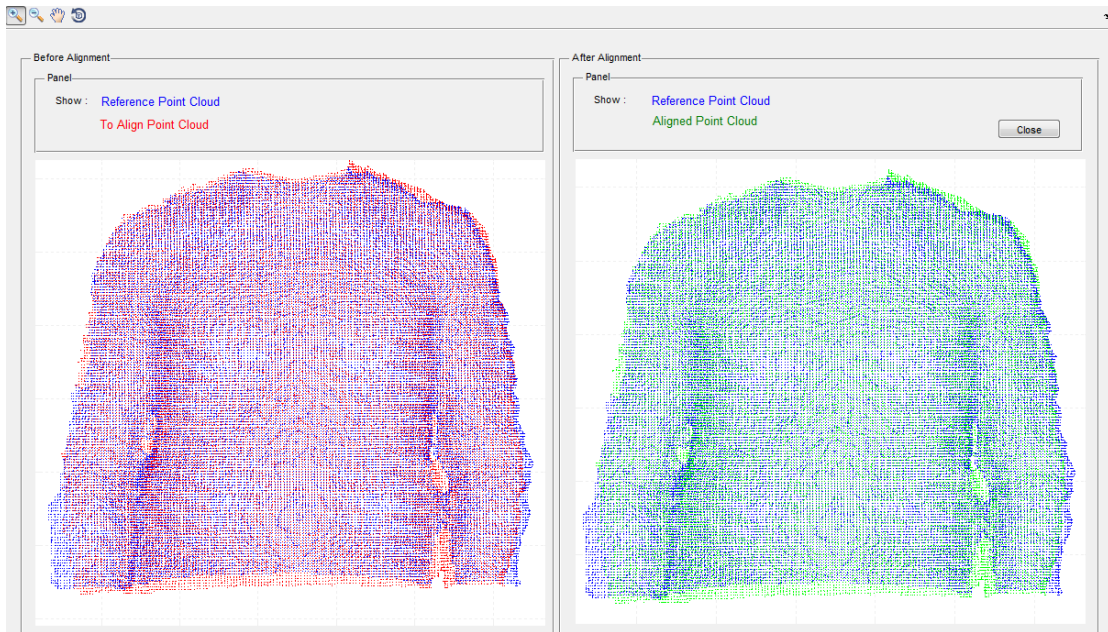 Before Alignment
Panel
Show : Reference Point Cloud
To Align Point Cloud
After Alignment
Panel
Show : Reference Point Cloud
Aligned Point Cloud
Close